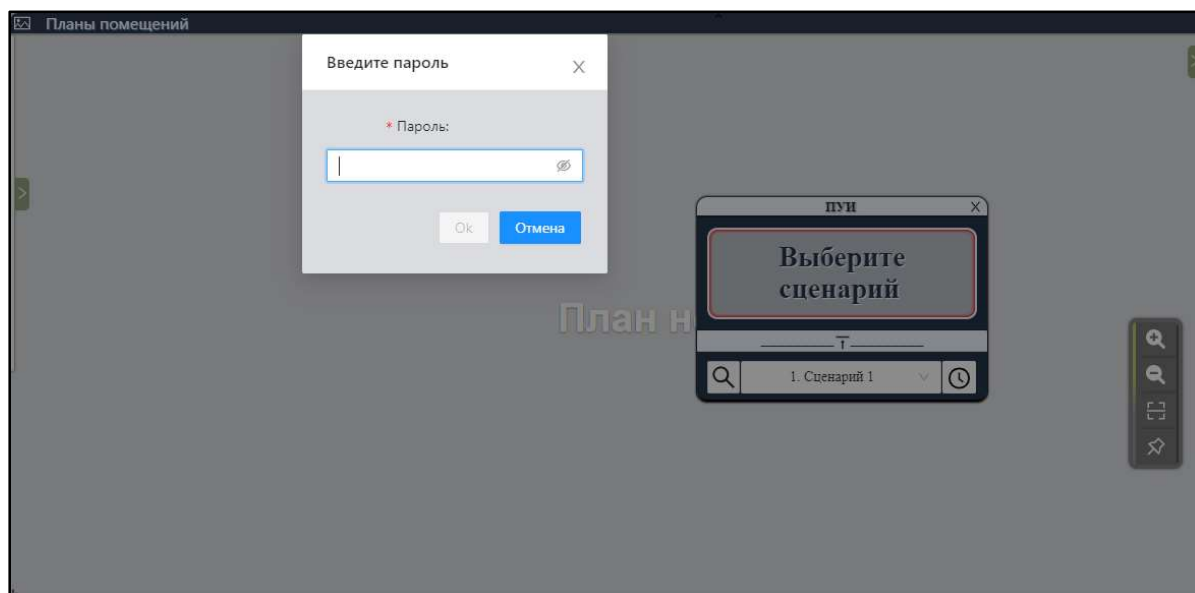 Планы помещений
Введите пароль
* Пароль:
Ok
Отмена
План н
ПУИ
Выберите
сценарий
1. Сценарий 1